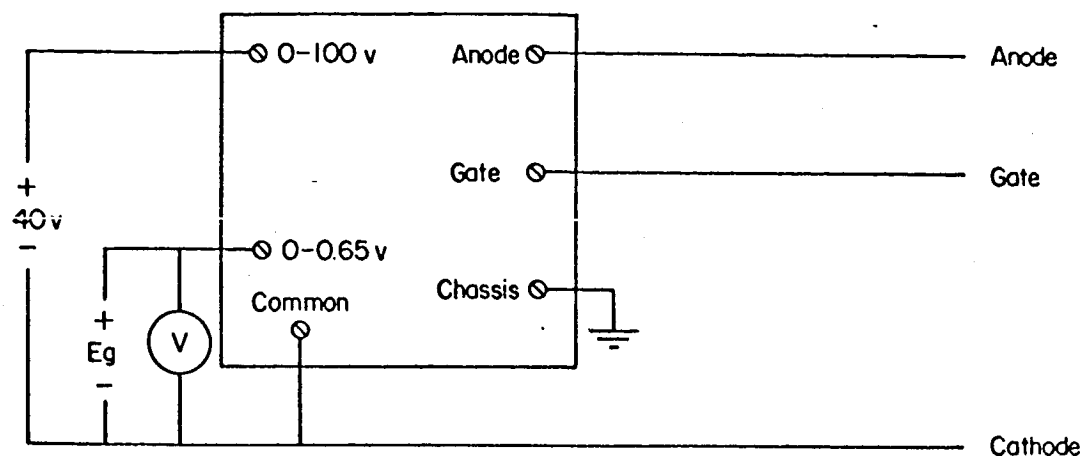 0-100 v
Anode
Anode
Gate
Gate
+
40 v
-
0-0.65 v
Chassis
Common
+
Eg
-
V
Cathode